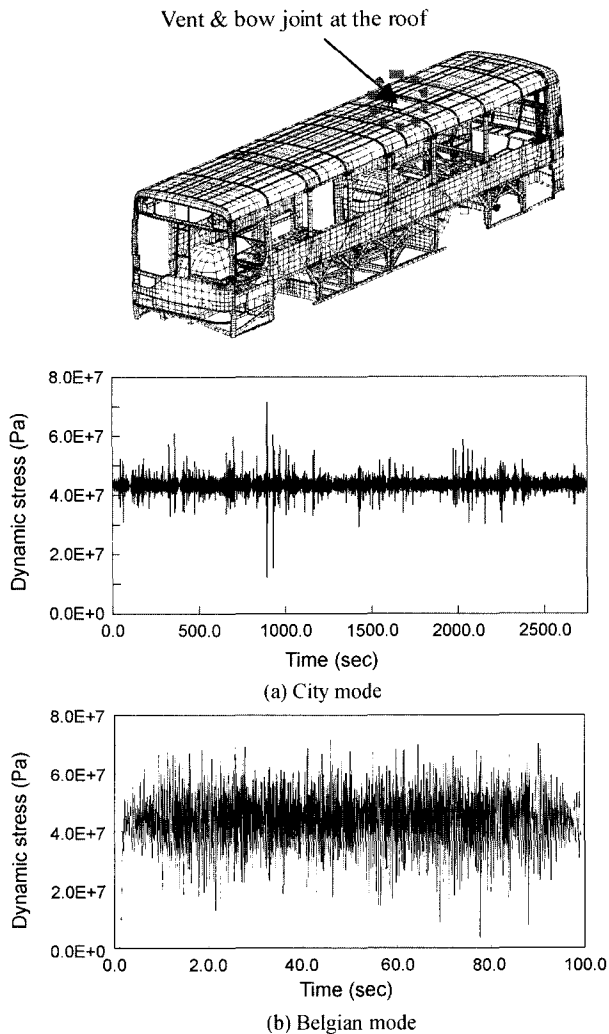 Vent & bow joint at the roof
Dynamic stress (Pa)
8.0E+7
6.0E+7
4.0E+7
2.0E+7
0.0E+0
0.0 500.0 1000.0 1500.0 2000.0 2500.0
Time (sec)
(a) City mode
Dynamic stress (Pa)
8.0E+7
6.0E+7
4.0E+7
2.0E+7
0.0E+0
0.0 2.0.0 40.0 60.0 80.0 100.0
Time (sec)
(b) Belgian mode